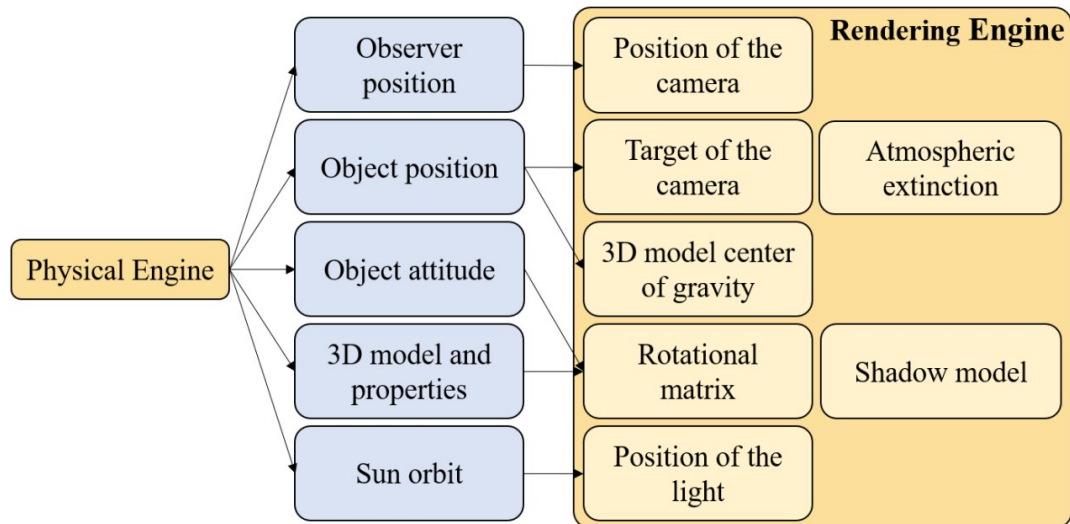 Rendering Engine
Physical Engine
Observer
position
Object position
Object attitude
3D model and
properties
Sun orbit
Position of the
camera
Target of the
camera
3D model center
of gravity
Rotational
matrix
Position of the
light
Atmospheric
extinction
Shadow model